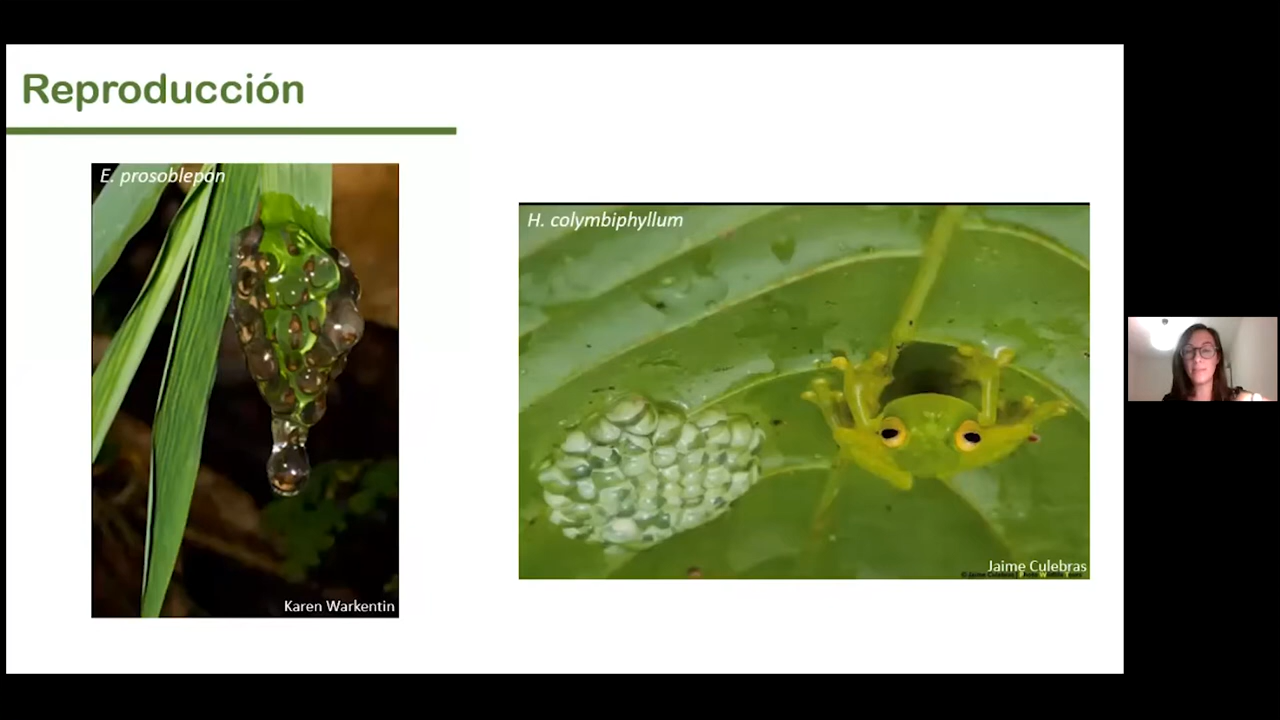 Reproducción
E. prosoblepon
H. colymbiphyllum
Jaime Culebras
Karen Warkentin